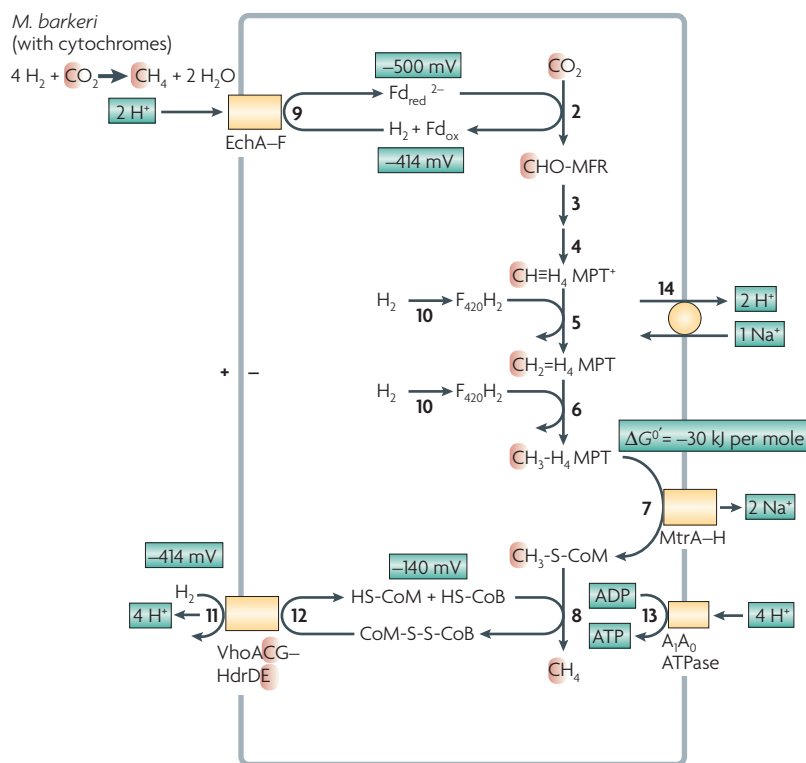 M. barkeri
(with cytochromes)
4 H₂ + CO₂ → CH₄ + 2 H₂O
2 H⁺
EchA–F
9
–500 mV
Fd_red ²⁻
H₂ + Fd_ox
–414 mV
CO₂
2
CHO-MFR
3
4
CH≡H₄ MPT⁺
14
2 H⁺
1 Na⁺
H₂
10
F₄₂₀H₂
5
CH₂=H₄ MPT
+ –
H₂
10
F₄₂₀H₂
6
CH₃-H₄ MPT
ΔG⁰′ = –30 kJ per mole
7
2 Na⁺
MtrA–H
CH₃-S-CoM
–414 mV
H₂
4 H⁺
11
12
VhoACG–
HdrDE
–140 mV
HS-CoM + HS-CoB
CoM-S-S-CoB
8
CH₄
ADP
ATP
13
4 H⁺
A₁A₀
ATPase